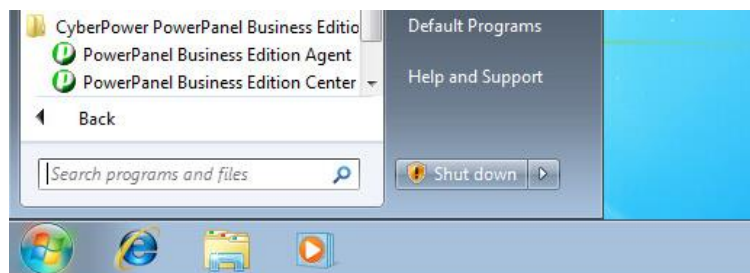 CyberPower PowerPanel Business Editio
PowerPanel Business Edition Agent
PowerPanel Business Edition Center
Back
Search programs and files
Default Programs
Help and Support
Shut down